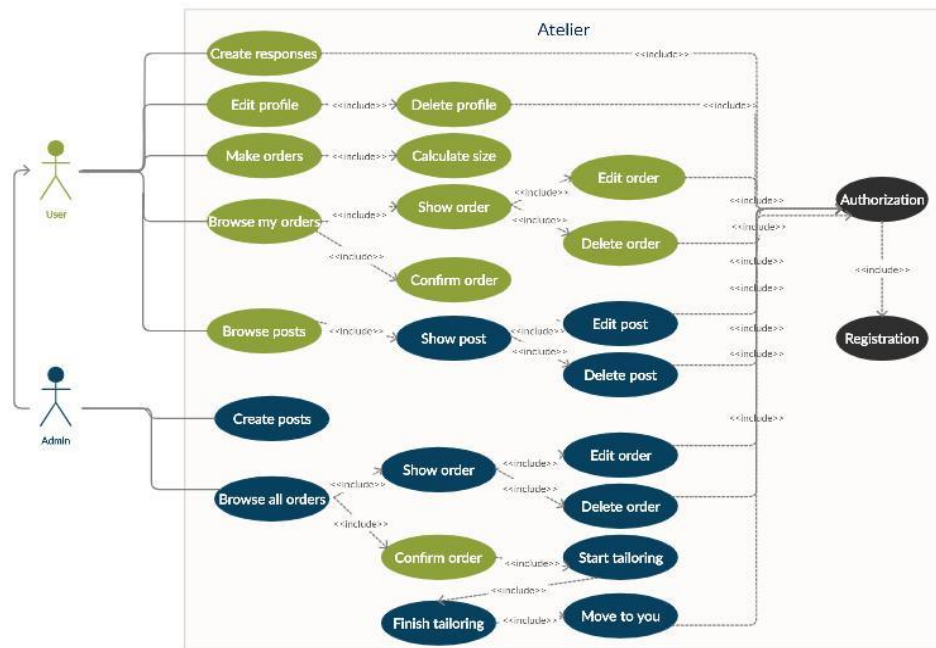 Atelier
Create responses
<<include>>
Edit profile
<<include>>
Delete profile
<<include>>
Make orders
<<include>>
Calculate size
User
Browse my orders
<<include>>
Show order
<<include>>
Edit order
<<include>>
<<include>>
Delete order
<<include>>
<<include>>
<<include>>
Confirm order
Authorization
<<include>>
Registration
Browse posts
<<include>>
Show post
<<include>>
Edit post
<<include>>
<<include>>
Delete post
<<include>>
<<include>>
Admin
Create posts
<<include>>
Browse all orders
<<include>>
Show order
<<include>>
Edit order
<<include>>
Delete order
<<include>>
Confirm order
<<include>>
Start tailoring
<<include>>
Finish tailoring
<<include>>
Move to you